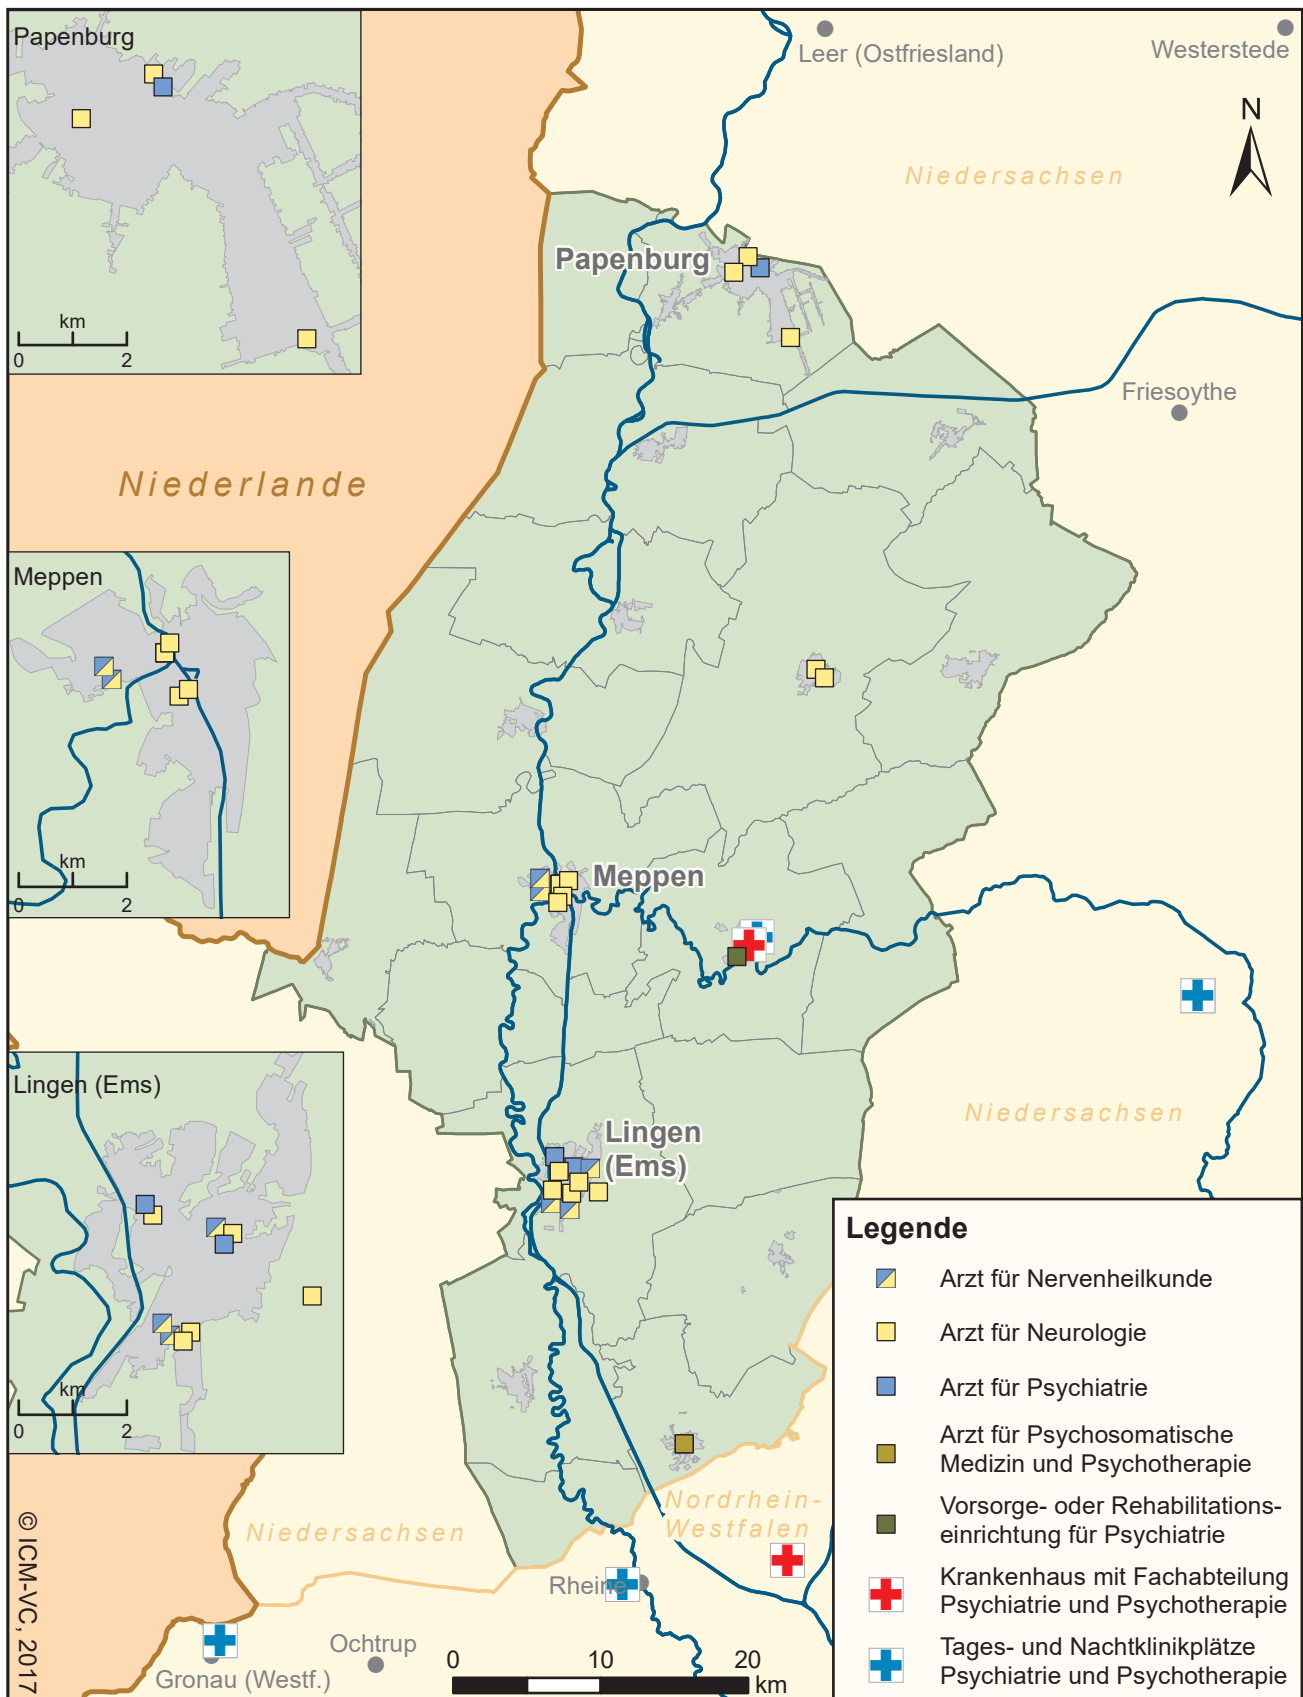 Papenburg
km
0 2
Leer (Ostfriesland)
Westerstede
N
Niedersachsen
Papenburg
Friesoythe
Niederlande
Meppen
km
0 2
Meppen
Lingen (Ems)
km
0 2
Niedersachsen
Lingen
(Ems)
Legende
Arzt für Nervenheilkunde
Arzt für Neurologie
Arzt für Psychiatrie
Arzt für Psychosomatische
Medizin und Psychotherapie
Vorsorge- oder Rehabilitations-
einrichtung für Psychiatrie
Krankenhaus mit Fachabteilung
Psychiatrie und Psychotherapie
Tages- und Nachtklinikplätze
Psychiatrie und Psychotherapie
Nordrhein-
Westfalen
Niedersachsen
Rheine
Ochtrup
Gronau (Westf.)
0 10 20
km
© ICM-VC, 2017